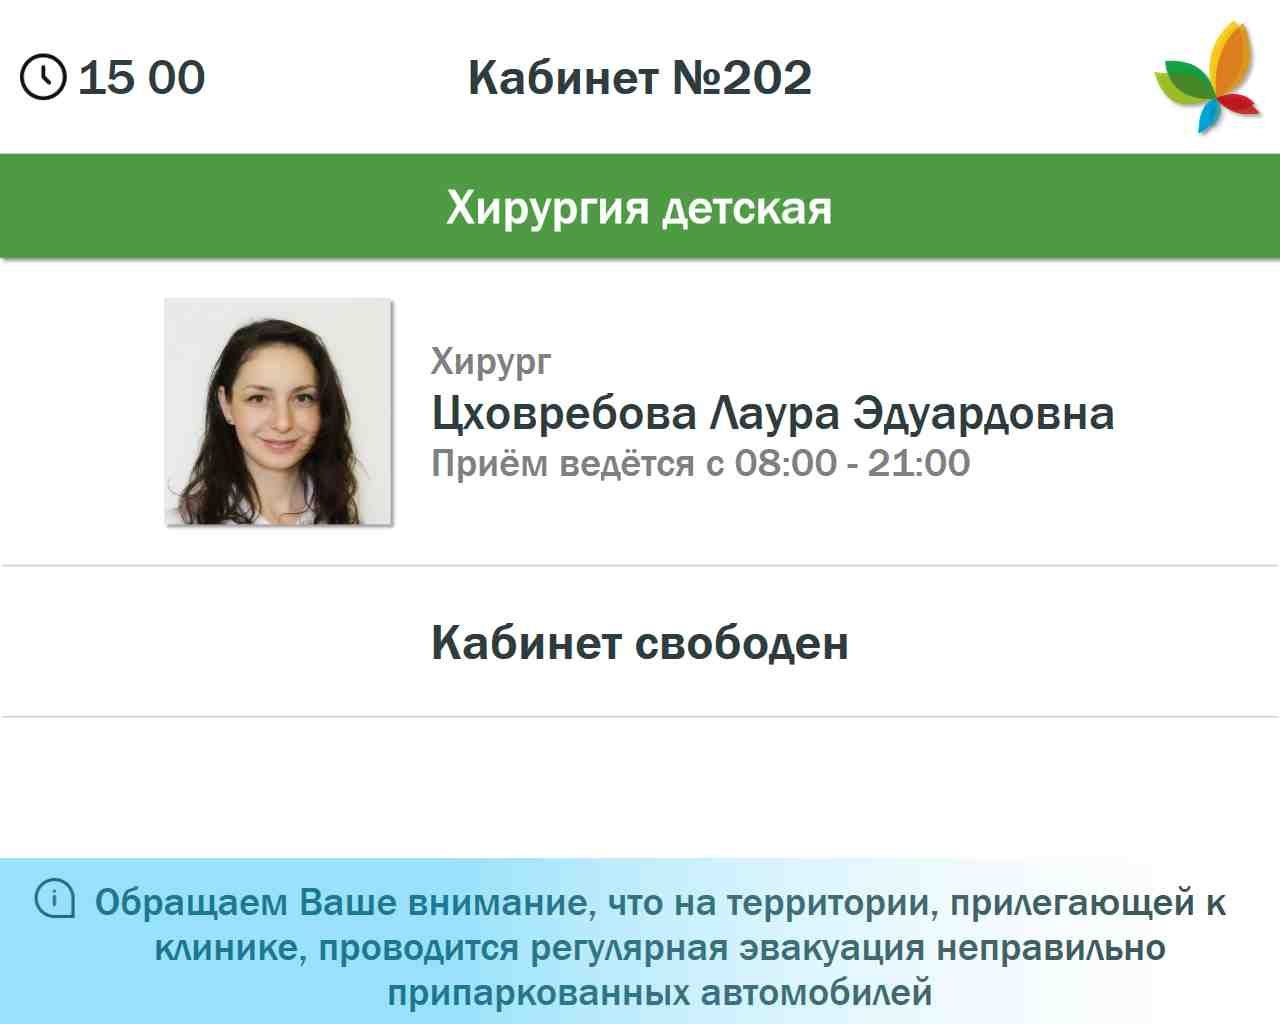 15 00
Кабинет №202
Хирургия детская
Хирург
Цховребова Лаура Эдуардовна
Приём ведётся с 08:00 - 21:00
Кабинет свободен
Обращаем Ваше внимание, что на территории, прилегающей к
клинике, проводится регулярная эвакуация неправильно
припаркованных автомобилей